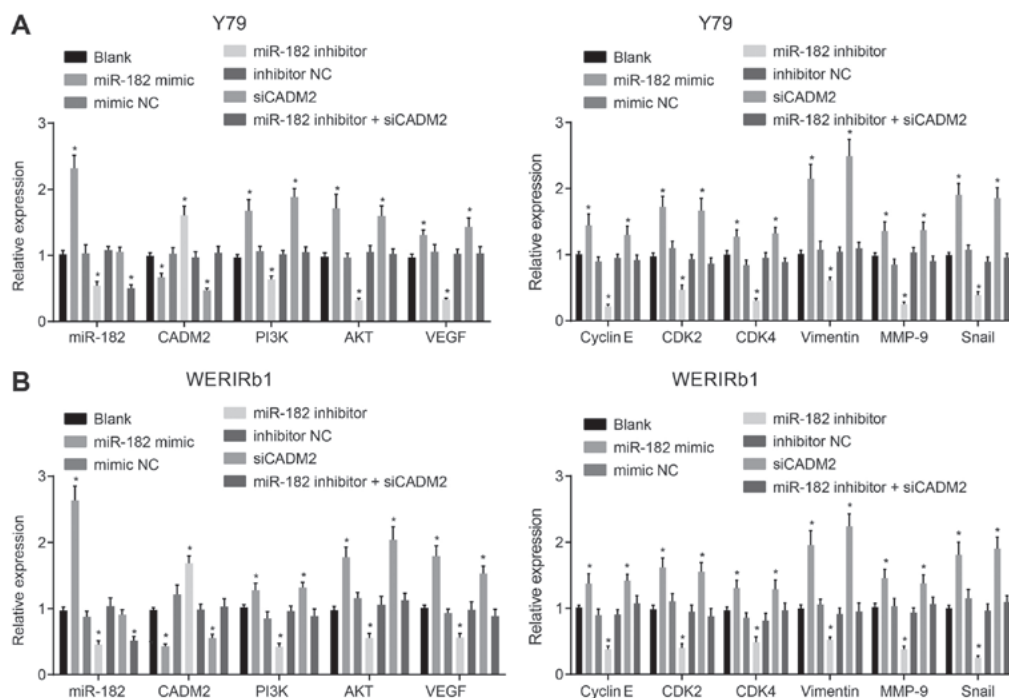 A
Y79
Blank
miR-182 mimic
mimic NC
miR-182 inhibitor
inhibitor NC
siCADM2
miR-182 inhibitor + siCADM2
Relative expression
3
2
1
0
* * * * * * * * * * * * * * *
miR-182 CADM2 PI3K AKT VEGF
Y79
Blank
miR-182 mimic
mimic NC
miR-182 inhibitor
inhibitor NC
siCADM2
miR-182 inhibitor + siCADM2
Relative expression
3
2
1
0
* * * * * * * * * * * * * * * * * *
Cyclin E CDK2 CDK4 Vimentin MMP-9 Snail
B
WERIRb1
Blank
miR-182 mimic
mimic NC
miR-182 inhibitor
inhibitor NC
siCADM2
miR-182 inhibitor + siCADM2
Relative expression
3
2
1
0
* * * * * * * * * * * * * * *
miR-182 CADM2 PI3K AKT VEGF
WERIRb1
Blank
miR-182 mimic
mimic NC
miR-182 inhibitor
inhibitor NC
siCADM2
miR-182 inhibitor + siCADM2
Relative expression
3
2
1
0
* * * * * * * * * * * * * * * * * *
Cyclin E CDK2 CDK4 Vimentin MMP-9 Snail